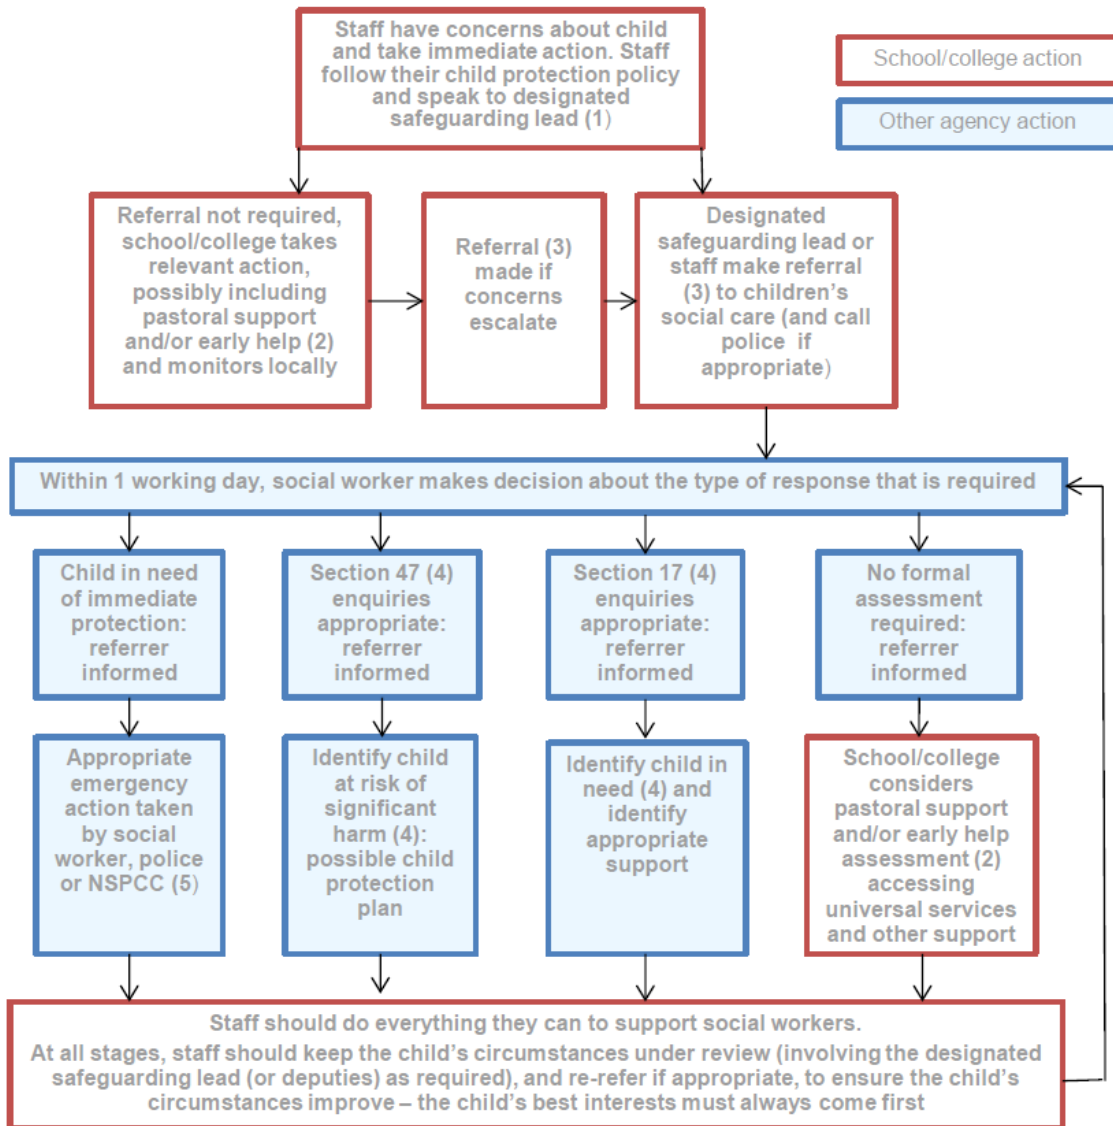 Staff have concerns about child
and take immediate action. Staff
follow their child protection policy
and speak to designated
safeguarding lead (1)
School/college action
Other agency action
Referral not required,
school/college takes
relevant action,
possibly including
pastoral support
and/or early help (2)
and monitors locally
Referral (3)
made if
concerns
escalate
Designated
safeguarding lead or
staff make referral
(3) to children’s
social care (and call
police if
appropriate)
Within 1 working day, social worker makes decision about the type of response that is required
Child in need
of immediate
protection:
referrer
informed
Section 47 (4)
enquiries
appropriate:
referrer
informed
Section 17 (4)
enquiries
appropriate:
referrer
informed
No formal
assessment
required:
referrer
informed
Appropriate
emergency
action taken
by social
worker, police
or NSPCC (5)
Identify child
at risk of
significant
harm (4):
possible child
protection
plan
Identify child in
need (4) and
identify
appropriate
support
School/college
considers
pastoral support
and/or early help
assessment (2)
accessing
universal services
and other support
Staff should do everything they can to support social workers.
At all stages, staff should keep the child’s circumstances under review (involving the designated
safeguarding lead (or deputies) as required), and re-refer if appropriate, to ensure the child’s
circumstances improve – the child’s best interests must always come first